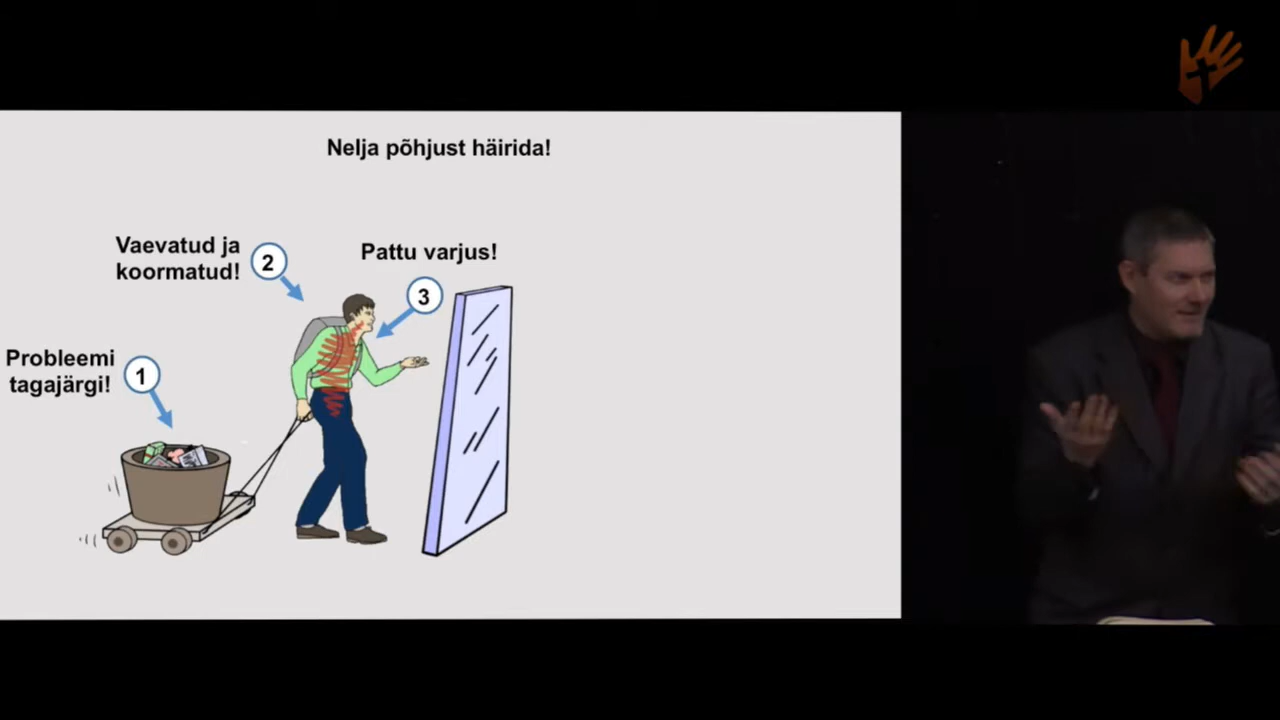 Nelja põhjust häirida!
Vaevatud ja
koormatud!
2
Pattu varjus!
3
Probleemi
tagajärgi!
1